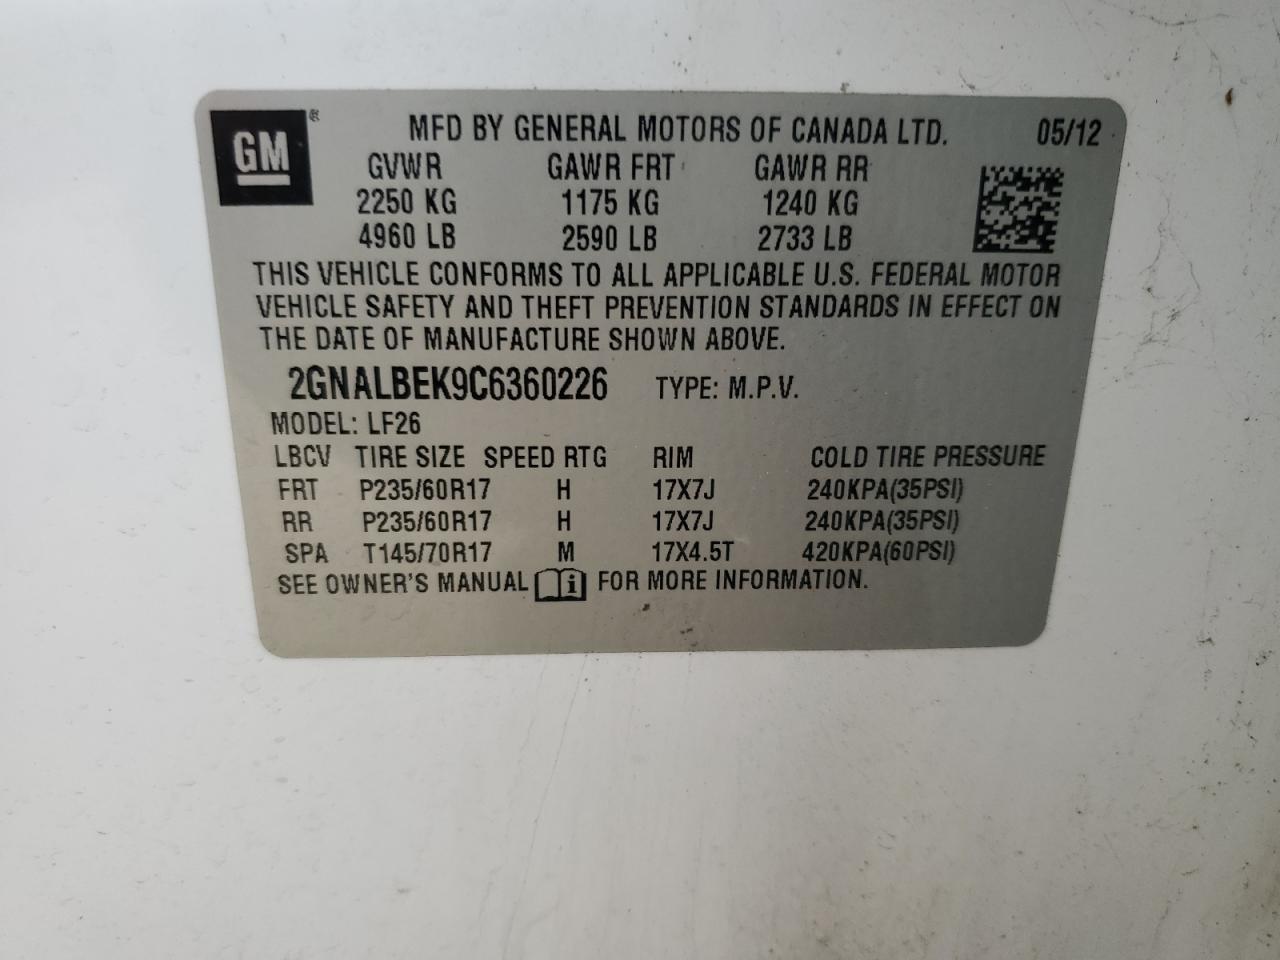 GM®
MFD BY GENERAL MOTORS OF CANADA LTD. 05/12
GVWR GAWR FRT GAWR RR
2250 KG 1175 KG 1240 KG
4960 LB 2590 LB 2733 LB
THIS VEHICLE CONFORMS TO ALL APPLICABLE U.S. FEDERAL MOTOR
VEHICLE SAFETY AND THEFT PREVENTION STANDARDS IN EFFECT ON
THE DATE OF MANUFACTURE SHOWN ABOVE.
2GNALBEK9C6360226 TYPE: M.P.V.
MODEL: LF26
LBCV TIRE SIZE SPEED RTG RIM COLD TIRE PRESSURE
FRT P235/60R17 H 17X7J 240KPA(35PSI)
RR P235/60R17 H 17X7J 240KPA(35PSI)
SPA T145/70R17 M 17X4.5T 420KPA(60PSI)
SEE OWNER'S MANUAL i FOR MORE INFORMATION.